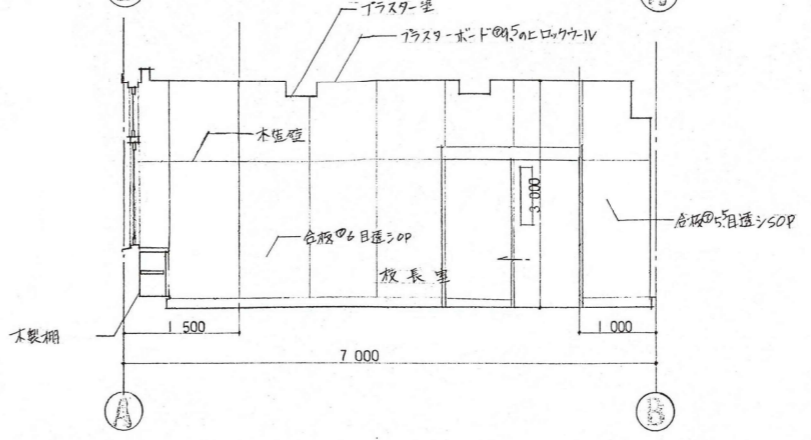 プラスター塗
プラスターボード⑦9.5の上ロックウール
木造壁
3 000
合板⑦5.5目透シSOP
合板⑦6目透シOP
校長室
木製棚
1 500
1 000
7 000
A
B